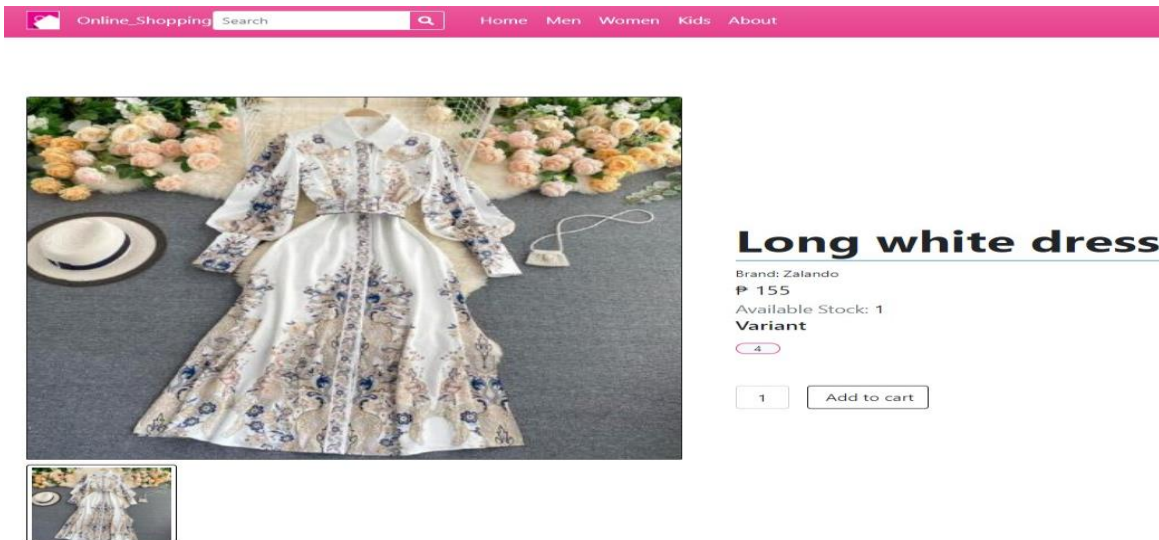 Online_Shopping Search Home Men Women Kids About
Long white dress
Brand: Zalando
₱ 155
Available Stock: 1
Variant
4
1 Add to cart